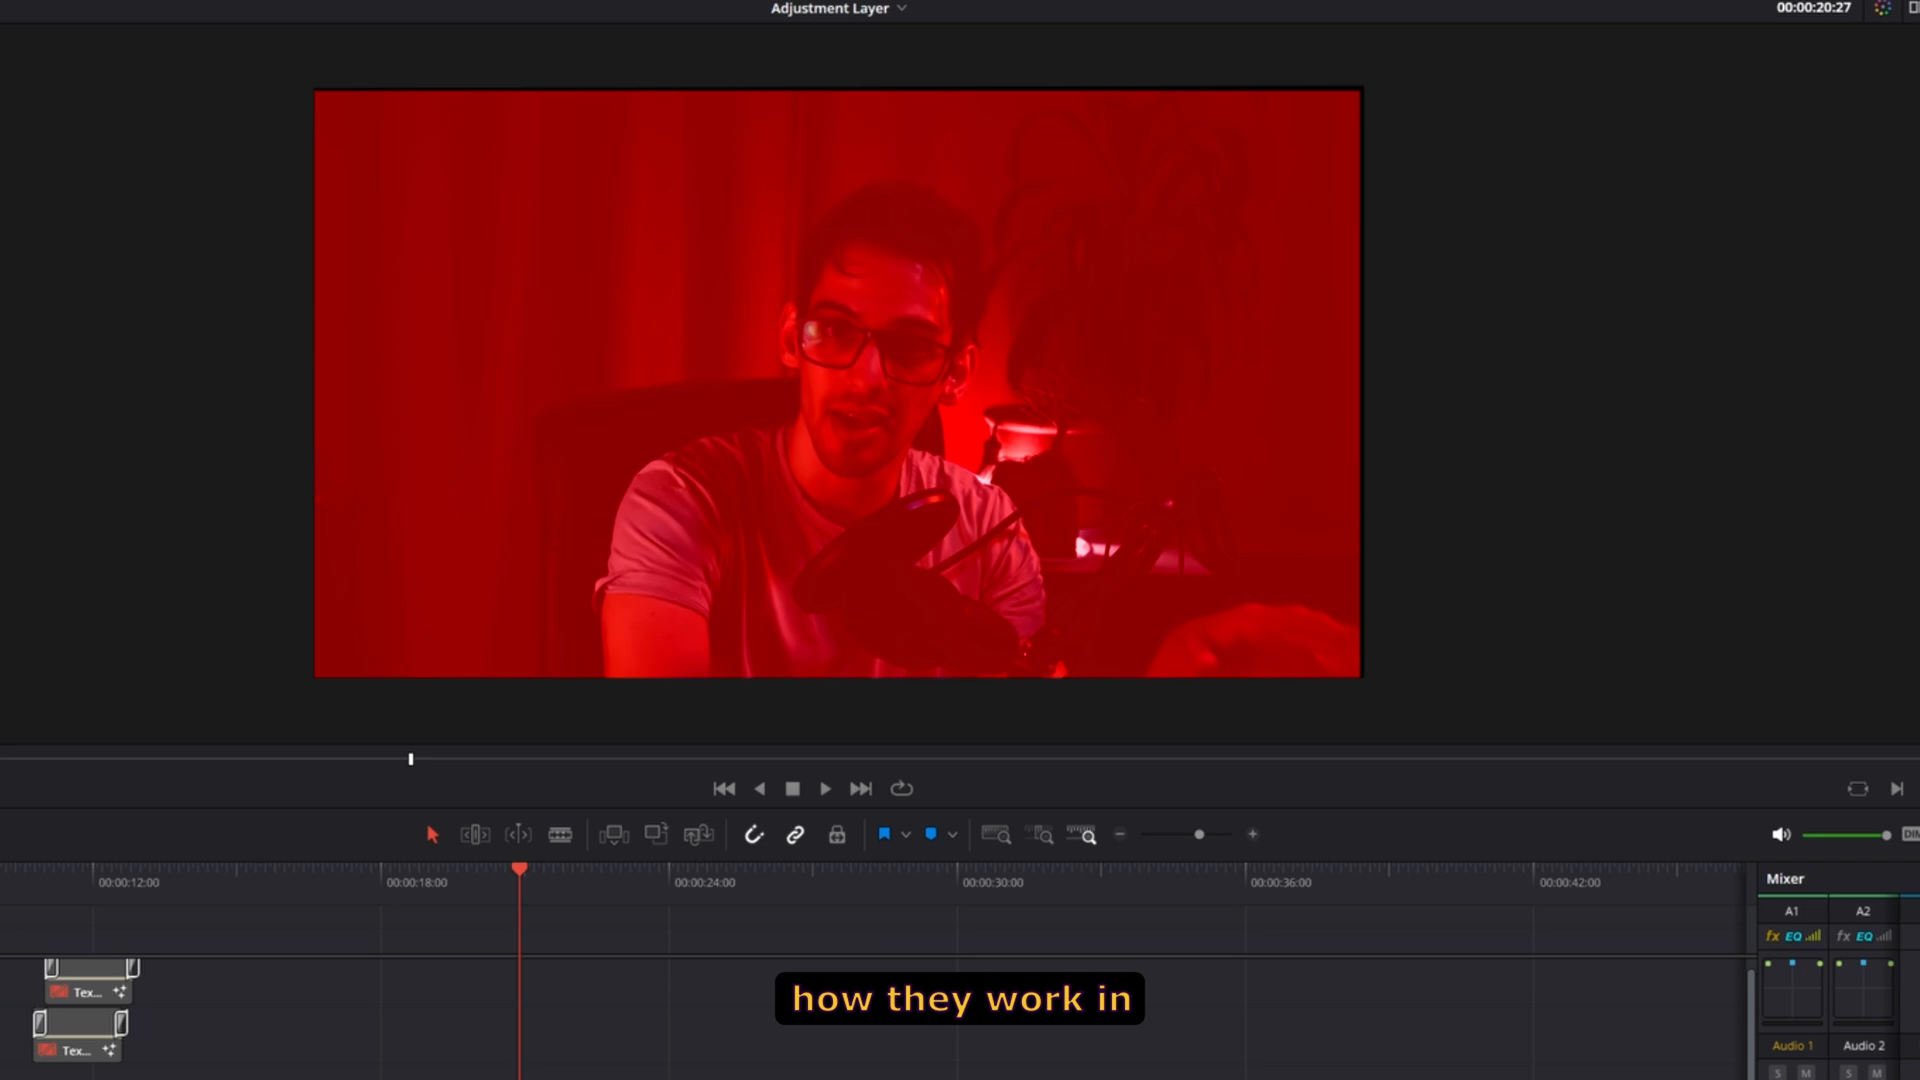 Adjustment Layer
00:00:20:27
DIM
00:00:12:00
00:00:18:00
00:00:24:00
00:00:30:00
00:00:36:00
00:00:42:00
Mixer
A1 A2
fx EQ fx EQ
Tex...
how they work in
Tex...
Audio 1 Audio 2
S M S M